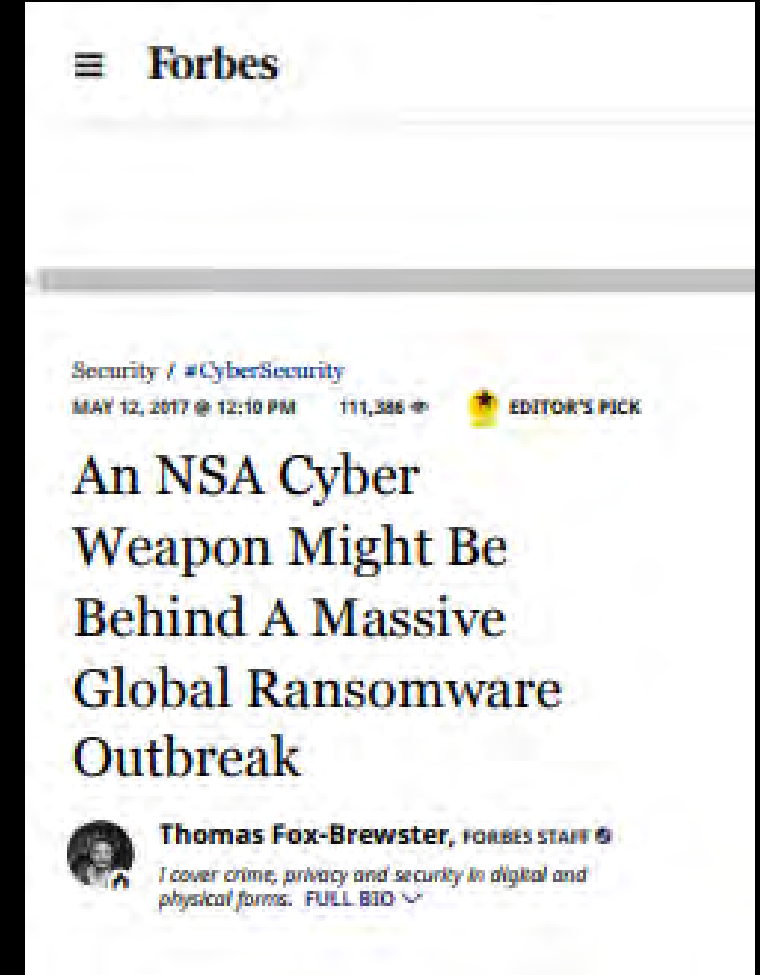 Forbes
Security / #CyberSecurity
MAY 12, 2017 @ 12:10 PM 111,386 EDITOR'S PICK
An NSA Cyber
Weapon Might Be
Behind A Massive
Global Ransomware
Outbreak
Thomas Fox-Brewster, FORBES STAFF
I cover crime, privacy and security in digital and
physical forms. FULL BIO